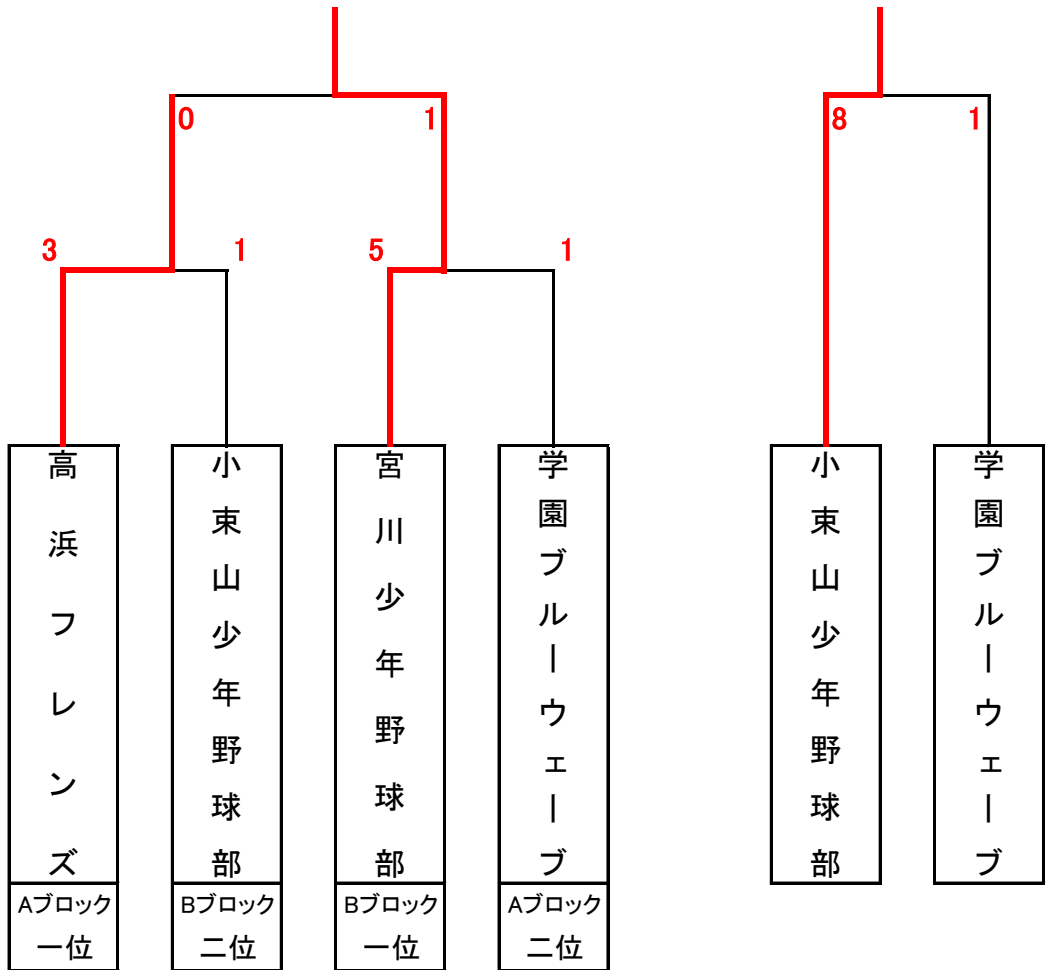 0 1
8 1
3 1
5 1
高浜フレンズ
小東山少年野球部
宮川少年野球部
学園ブルーウェーブ
小東山少年野球部
学園ブルーウェーブ
Aブロック
一位
Bブロック
二位
Bブロック
一位
Aブロック
二位